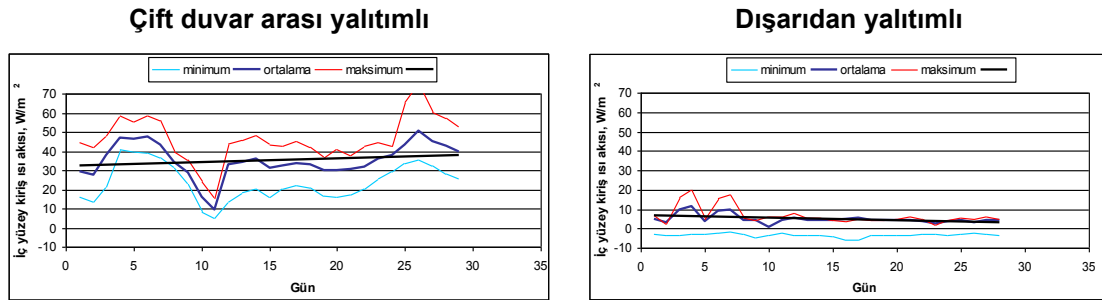 Çift duvar arası yalıtımlı
minimum ortalama maksimum
İç yüzey kiriş ısı akısı, W/m ²
70
60
50
40
30
20
10
0
-10
0 5 10 15 20 25 30 35
Gün
Dışarıdan yalıtımlı
minimum ortalama maksimum
İç yüzey kiriş ısı akısı, W/m ²
70
60
50
40
30
20
10
0
-10
0 5 10 15 20 25 30 35
Gün